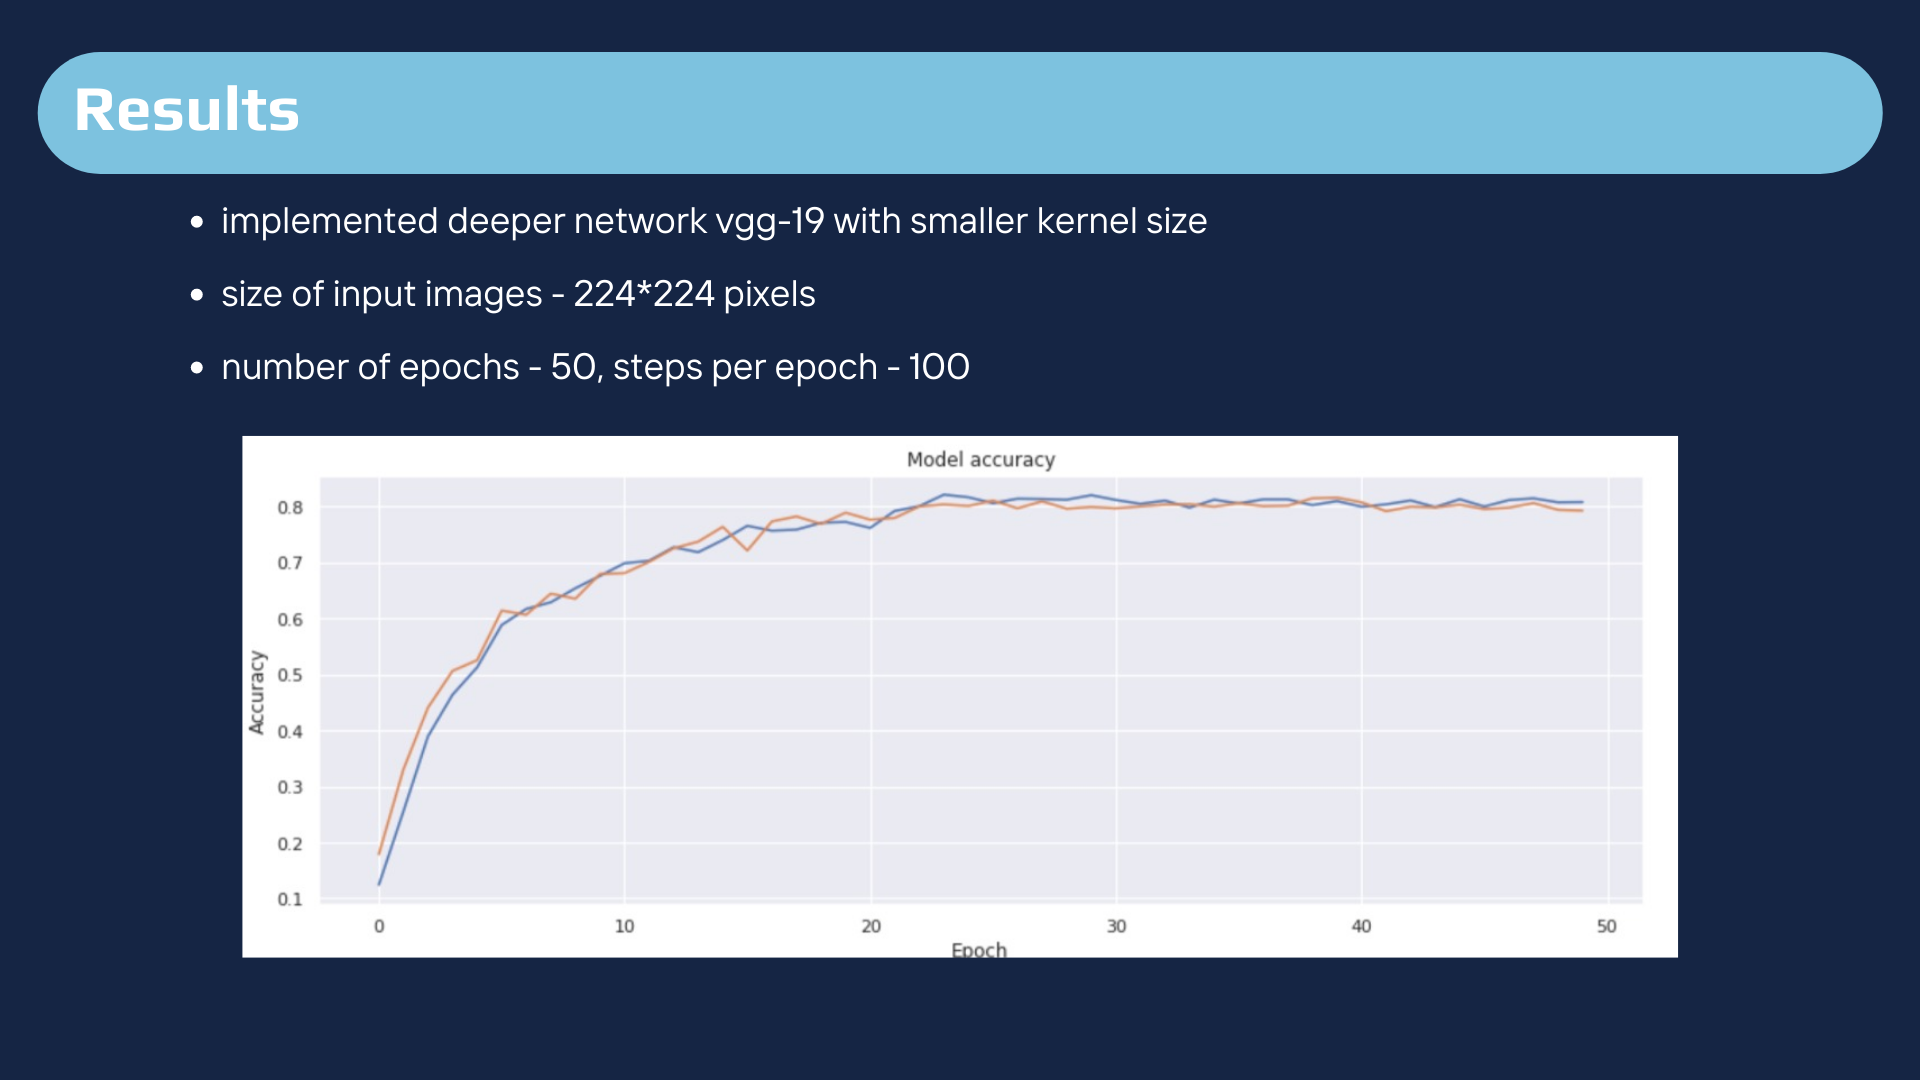 Results
implemented deeper network vgg-19 with smaller kernel size
size of input images - 224*224 pixels
number of epochs - 50, steps per epoch - 100
Model accuracy
0.8
0.7
0.6
0.5
0.4
0.3
0.2
0.1
Accuracy
0 10 20 30 40 50
Epoch